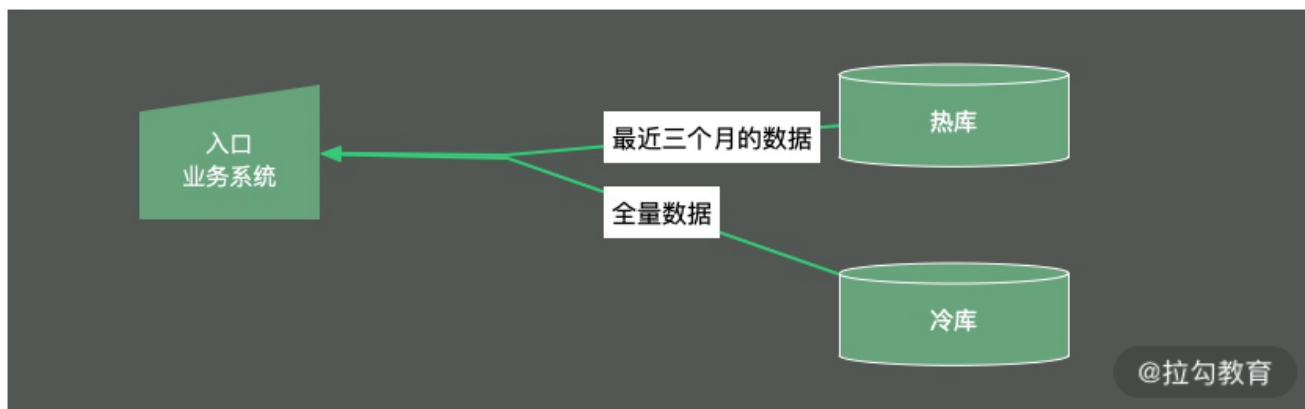 入口
业务系统
最近三个月的数据
热库
全量数据
冷库
@拉勾教育